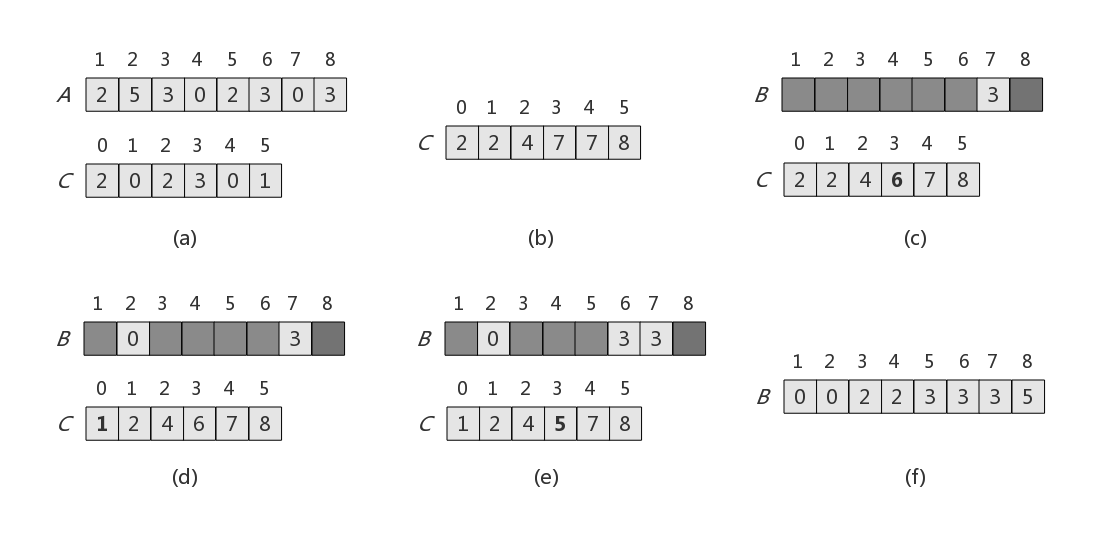 1 2 3 4 5 6 7 8
A 2 5 3 0 2 3 0 3
0 1 2 3 4 5
C 2 0 2 3 0 1
(a)
0 1 2 3 4 5
C 2 2 4 7 7 8
(b)
1 2 3 4 5 6 7 8
B 3
0 1 2 3 4 5
C 2 2 4 6 7 8
(c)
1 2 3 4 5 6 7 8
B 0 3
0 1 2 3 4 5
C 1 2 4 6 7 8
(d)
1 2 3 4 5 6 7 8
B 0 3 3
0 1 2 3 4 5
C 1 2 4 5 7 8
(e)
1 2 3 4 5 6 7 8
B 0 0 2 2 3 3 3 5
(f)